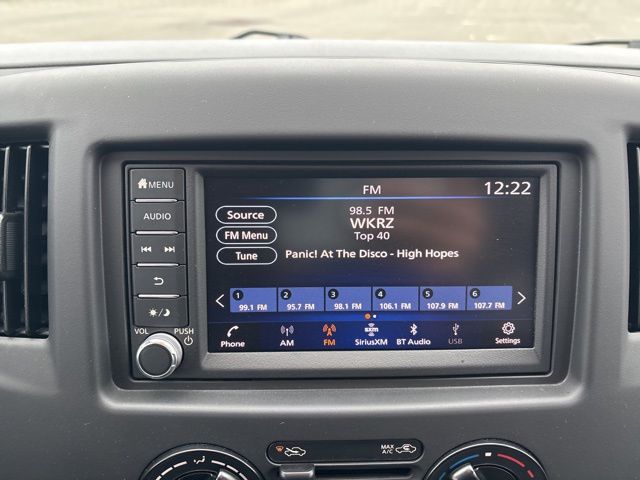 MENU
AUDIO
VOL PUSH
FM 12:22
Source
FM Menu
Tune
98.5 FM
WKRZ
Top 40
Panic! At The Disco - High Hopes
1 2 3 4 5 6
99.1 FM 95.7 FM 98.1 FM 106.1 FM 107.9 FM 107.7 FM
sxm
Phone AM FM SiriusXM BT Audio USB Settings
MAX
A/C